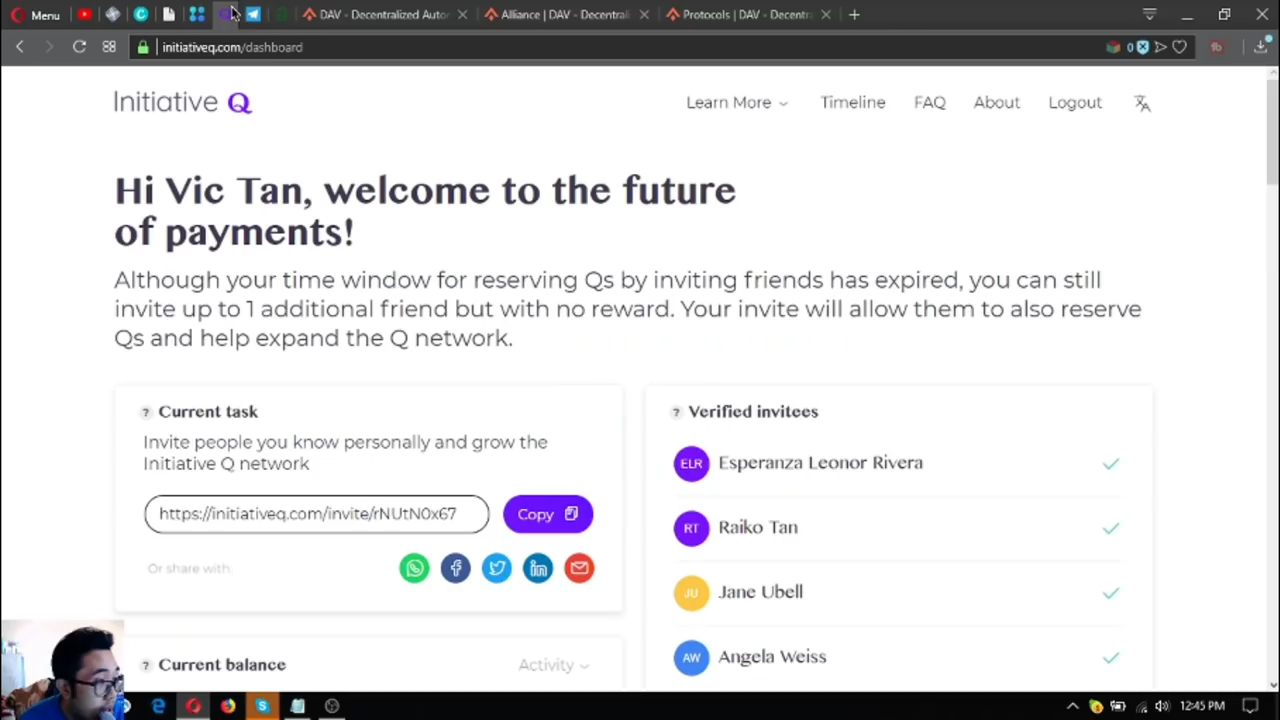 Menu
DAV - Decentralized Autor
Alliance | DAV - Decentrali
Protocols | DAV - Decentra
initiativeq.com/dashboard
0
Initiative Q
Learn More
Timeline
FAQ
About
Logout
Hi Vic Tan, welcome to the future
of payments!
Although your time window for reserving Qs by inviting friends has expired, you can still
invite up to 1 additional friend but with no reward. Your invite will allow them to also reserve
Qs and help expand the Q network.
? Current task
Invite people you know personally and grow the
Initiative Q network
https://initiativeq.com/invite/rNUtN0x67
Copy
Or share with:
? Current balance
Activity
? Verified invitees
ELR Esperanza Leonor Rivera
RT Raiko Tan
JU Jane Ubell
AW Angela Weiss
12:45 PM